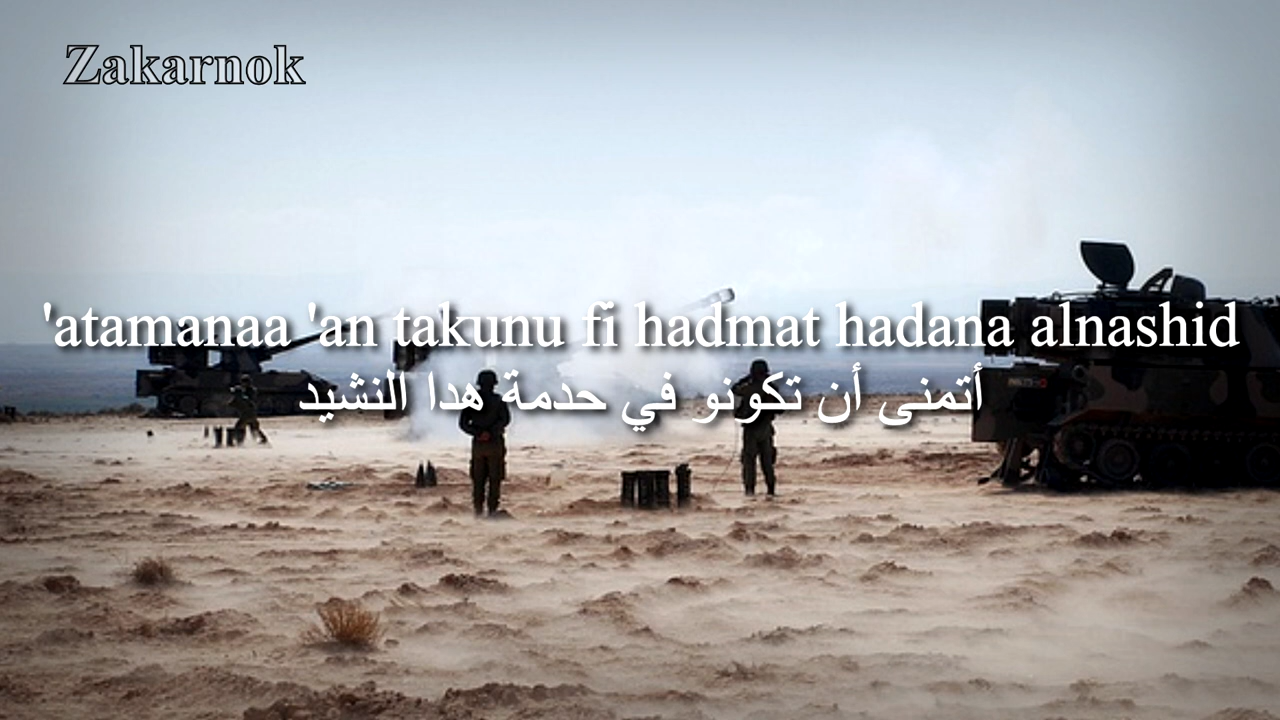 Zakarnok
'atamanaa 'an takunu fi hadmat hadana alnashid
أتمنى أن تكونو في حدمة هدا النشيد